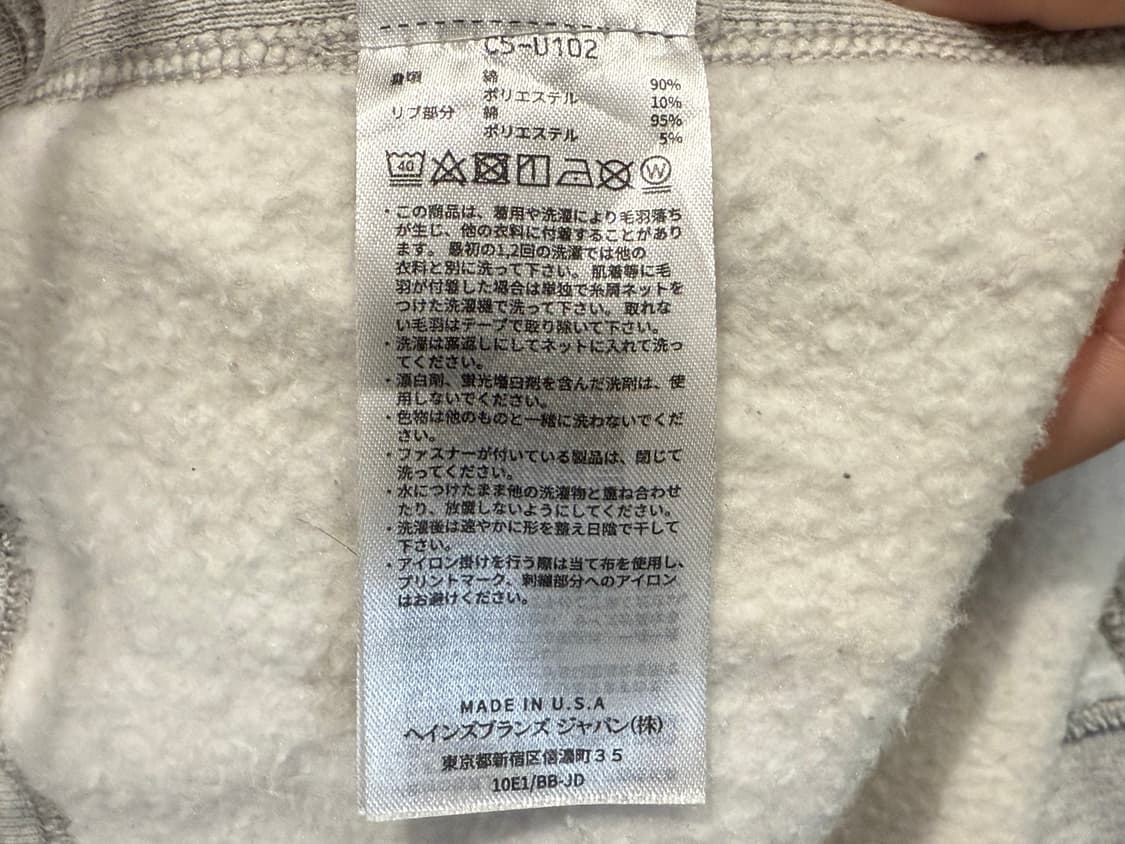 C5-U102
身頃 綿 90%
ポリエステル 10%
リブ部分 綿 95%
ポリエステル 5%
40 W
・この商品は、着用や洗濯により毛羽落ち
が生じ、他の衣料に付着することがあり
ます。最初の1,2回の洗濯では他の
衣料と別に洗って下さい。肌着等に毛
羽が付着した場合は単独で糸屑ネットを
つけた洗濯機で洗って下さい。取れな
い毛羽はテープで取り除いて下さい。
・洗濯は裏返しにしてネットに入れて洗っ
てください。
・漂白剤、蛍光増白剤を含んだ洗剤は、使
用しないでください。
・色物は他のものと一緒に洗わないでくだ
さい。
・ファスナーが付いている製品は、閉じて
洗ってください。
・水につけたまま他の洗濯物と重ね合わせ
たり、放置しないようにしてください。
・洗濯後は速やかに形を整え日陰で干して
下さい。
・アイロン掛けを行う際は当て布を使用し、
プリントマーク、刺繍部分へのアイロン
はお避けください。
MADE IN U.S.A
ヘインズブランズ ジャパン(株)
東京都新宿区信濃町35
10E1/BB-JD